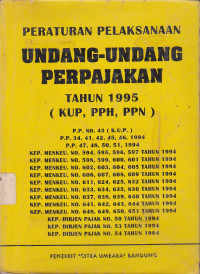 PERATURAN PELAKSANAAN
UNDANG-UNDANG
PERPAJAKAN
TAHUN 1995
( KUP, PPH, PPN )
P.P. NO. 43 ( K.U.P. )
P.P. 34, 41, 42, 45, 46, 1994
P.P. 47, 48, 50, 51, 1994
KEP. MENKEU. NO. 594, 595, 596, 597 TAHUN 1994
KEP. MENKEU. NO. 598, 599, 600, 601 TAHUN 1994
KEP. MENKEU. NO. 602, 603, 604, 605 TAHUN 1994
KEP. MENKEU. NO. 606, 607, 608, 609 TAHUN 1994
KEP. MENKEU. NO. 611, 624, 625, 632 TAHUN 1994
KEP. MENKEU. NO. 633, 634, 635, 636 TAHUN 1994
KEP. MENKEU. NO. 637, 638, 639, 640 TAHUN 1994
KEP. MENKEU. NO. 641, 642, 643, 644 TAHUN 1994
KEP. MENKEU. NO. 648, 649, 650, 651 TAHUN 1994
KEP. DIRJEN PAJAK NO. 50 TAHUN 1994
KEP. DIRJEN PAJAK NO. 53 TAHUN 1994
KEP. DIRJEN PAJAK NO. 54 TAHUN 1994
PENERBIT "CITRA UMBARA" BANDUNG